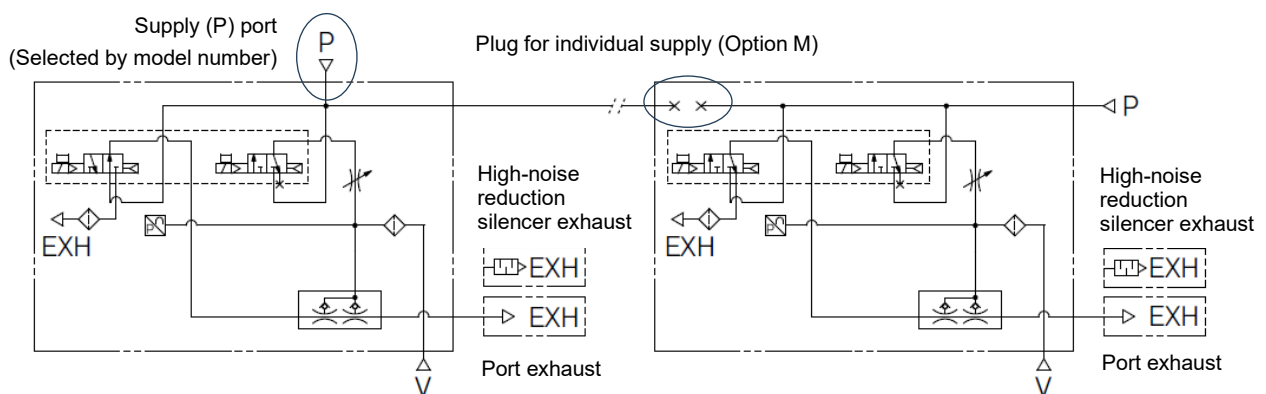 Supply (P) port
(Selected by model number)
P
Plug for individual supply (Option M)
P
EXH
P
High-noise
reduction
silencer exhaust
EXH
EXH
Port exhaust
V
EXH
P
High-noise
reduction
silencer exhaust
EXH
EXH
Port exhaust
V